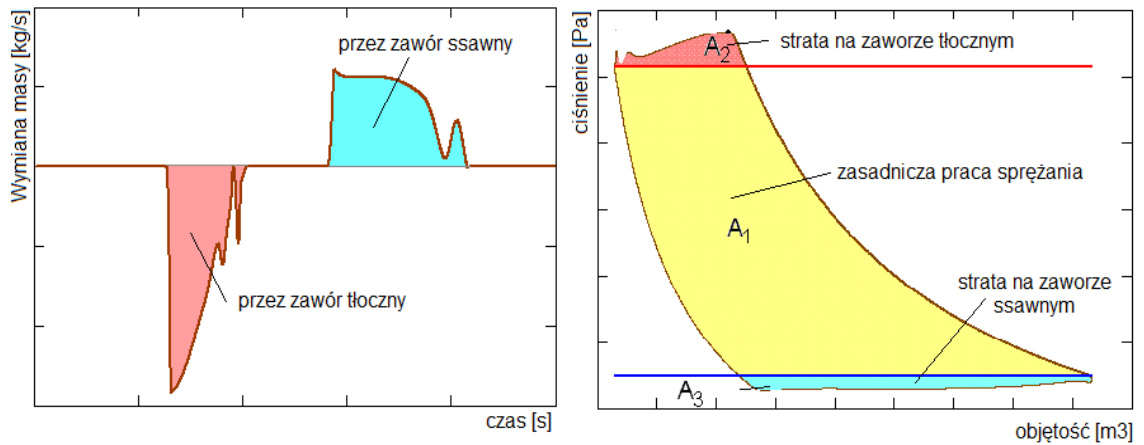 Wymiana masy [kg/s]
przez zawór ssawny
przez zawór tłoczny
czas [s]
ciśnienie [Pa]
A2
strata na zaworze tłocznym
zasadnicza praca sprężania
A1
strata na zaworze
ssawnym
A3
objętość [m3]